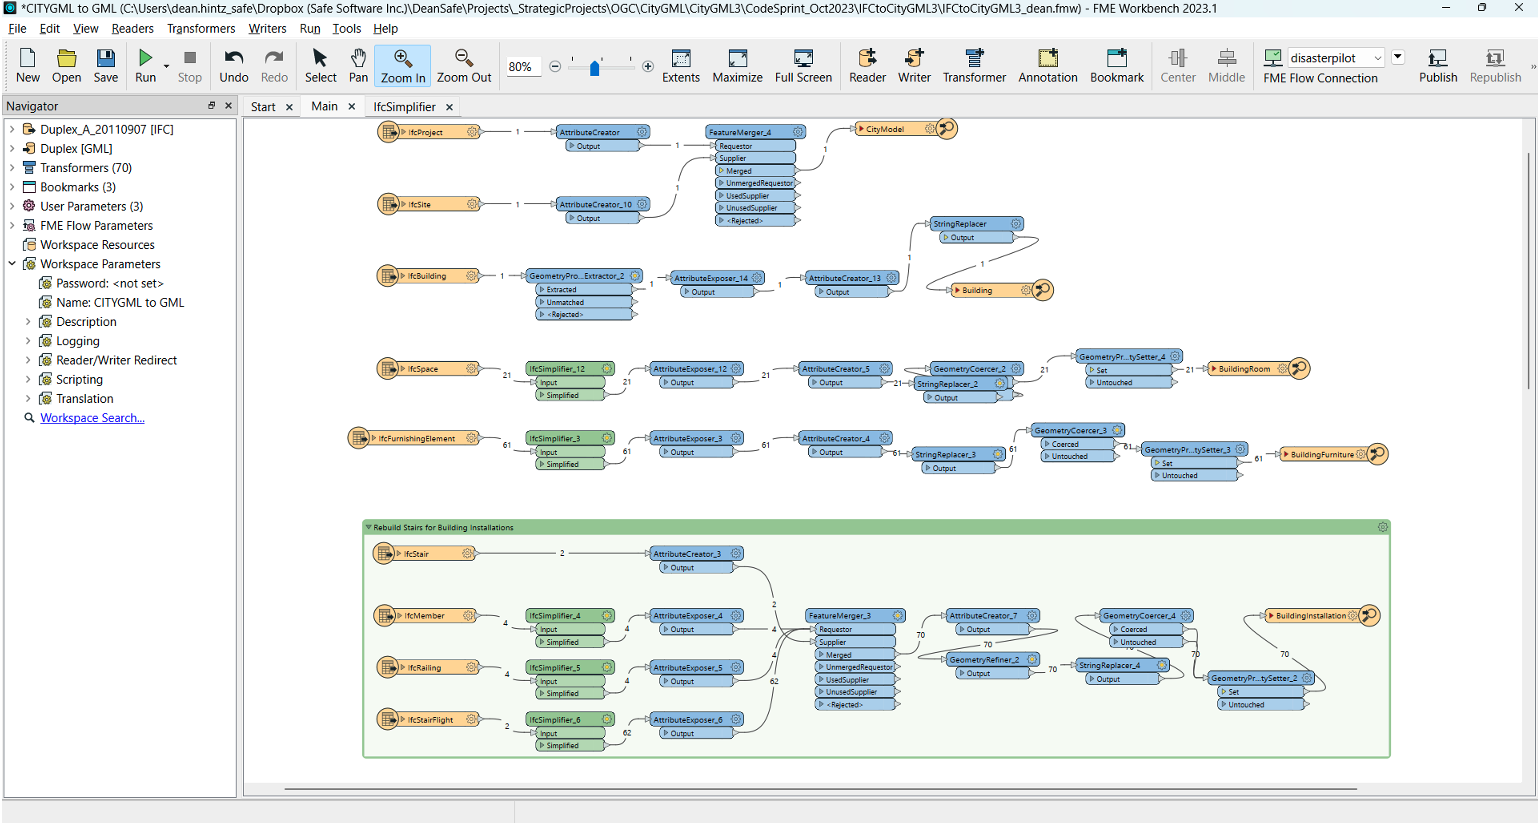 *CITYGML to GML (C:\Users\dean.hintz_safe\Dropbox (Safe Software Inc.)\DeanSafe\Projects\_StrategicProjects\OGC\CityGML\CityGML3\CodeSprint_Oct2023\IFCtoCityGML3\IFCtoCityGML3_dean.fmw) - FME Workbench 2023.1
File Edit View Readers Transformers Writers Run Tools Help
80% disasterpilot
New Open Save Run Stop Undo Redo Select Pan Zoom In Zoom Out Extents Maximize Full Screen Reader Writer Transformer Annotation Bookmark Center Middle FME Flow Connection Publish Republish
Navigator
Start Main IfcSimplifier
Duplex_A_20110907 [IFC]
Duplex [GML]
Transformers (70)
Bookmarks (3)
User Parameters (3)
FME Flow Parameters
Workspace Resources
Workspace Parameters
Password: <not set>
Name: CITYGML to GML
Description
Logging
Reader/Writer Redirect
Scripting
Translation
Workspace Search...
IfcProject 1 AttributeCreator FeatureMerger_4 CityModel
Output 1 Requestor 1
Supplier
Merged
UnmergedRequestor
UsedSupplier
UnusedSupplier
<Rejected>
1
IfcSite 1 AttributeCreator_10
Output
StringReplacer
Output
1
1
IfcBuilding 1 GeometryPro...Extractor_2 1 AttributeExposer_14 1 AttributeCreator_13 Building
Extracted Output Output
Unmatched
<Rejected>
IfcSpace 21 IfcSimplifier_12 21 AttributeExposer_12 21 AttributeCreator_5 21 GeometryCoercer_2 21 GeometryPr...tySetter_4 21 BuildingRoom
Input Output Output StringReplacer_2 Set
Simplified Output Untouched
IfcFurnishingElement 61 IfcSimplifier_3 61 AttributeExposer_3 61 AttributeCreator_4 61 StringReplacer_3 61 GeometryCoercer_3 61 GeometryPr...tySetter_3 61 BuildingFurniture
Input Output Output Output Coerced Set
Simplified Untouched Untouched
Rebuild Stairs for Building Installations
IfcStair 2 AttributeCreator_3
Output
2
IfcMember 4 IfcSimplifier_4 4 AttributeExposer_4 4 FeatureMerger_3 70 AttributeCreator_7 GeometryCoercer_4 BuildingInstallation
Input Output Requestor Output Coerced
Simplified Supplier 70 Untouched
Merged 70 70 70
UnmergedRequestor
UsedSupplier
UnusedSupplier
<Rejected>
IfcRailing 4 IfcSimplifier_5 4 AttributeExposer_5 4 GeometryRefiner_2 70 StringReplacer_4 GeometryPr...tySetter_2
Input Output Output Output Set
Simplified 62 Untouched
IfcStairFlight 2 IfcSimplifier_6 62 AttributeExposer_6
Input Output
Simplified